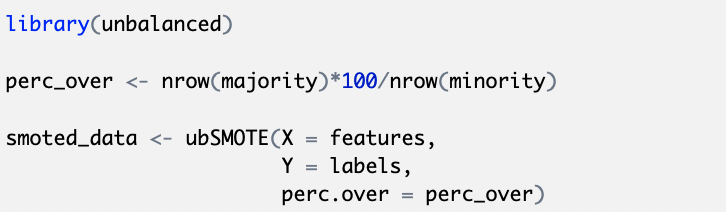 library(unbalanced)
perc_over <- nrow(majority)*100/nrow(minority)
smoted_data <- ubSMOTE(X = features,
Y = labels,
perc.over = perc_over)